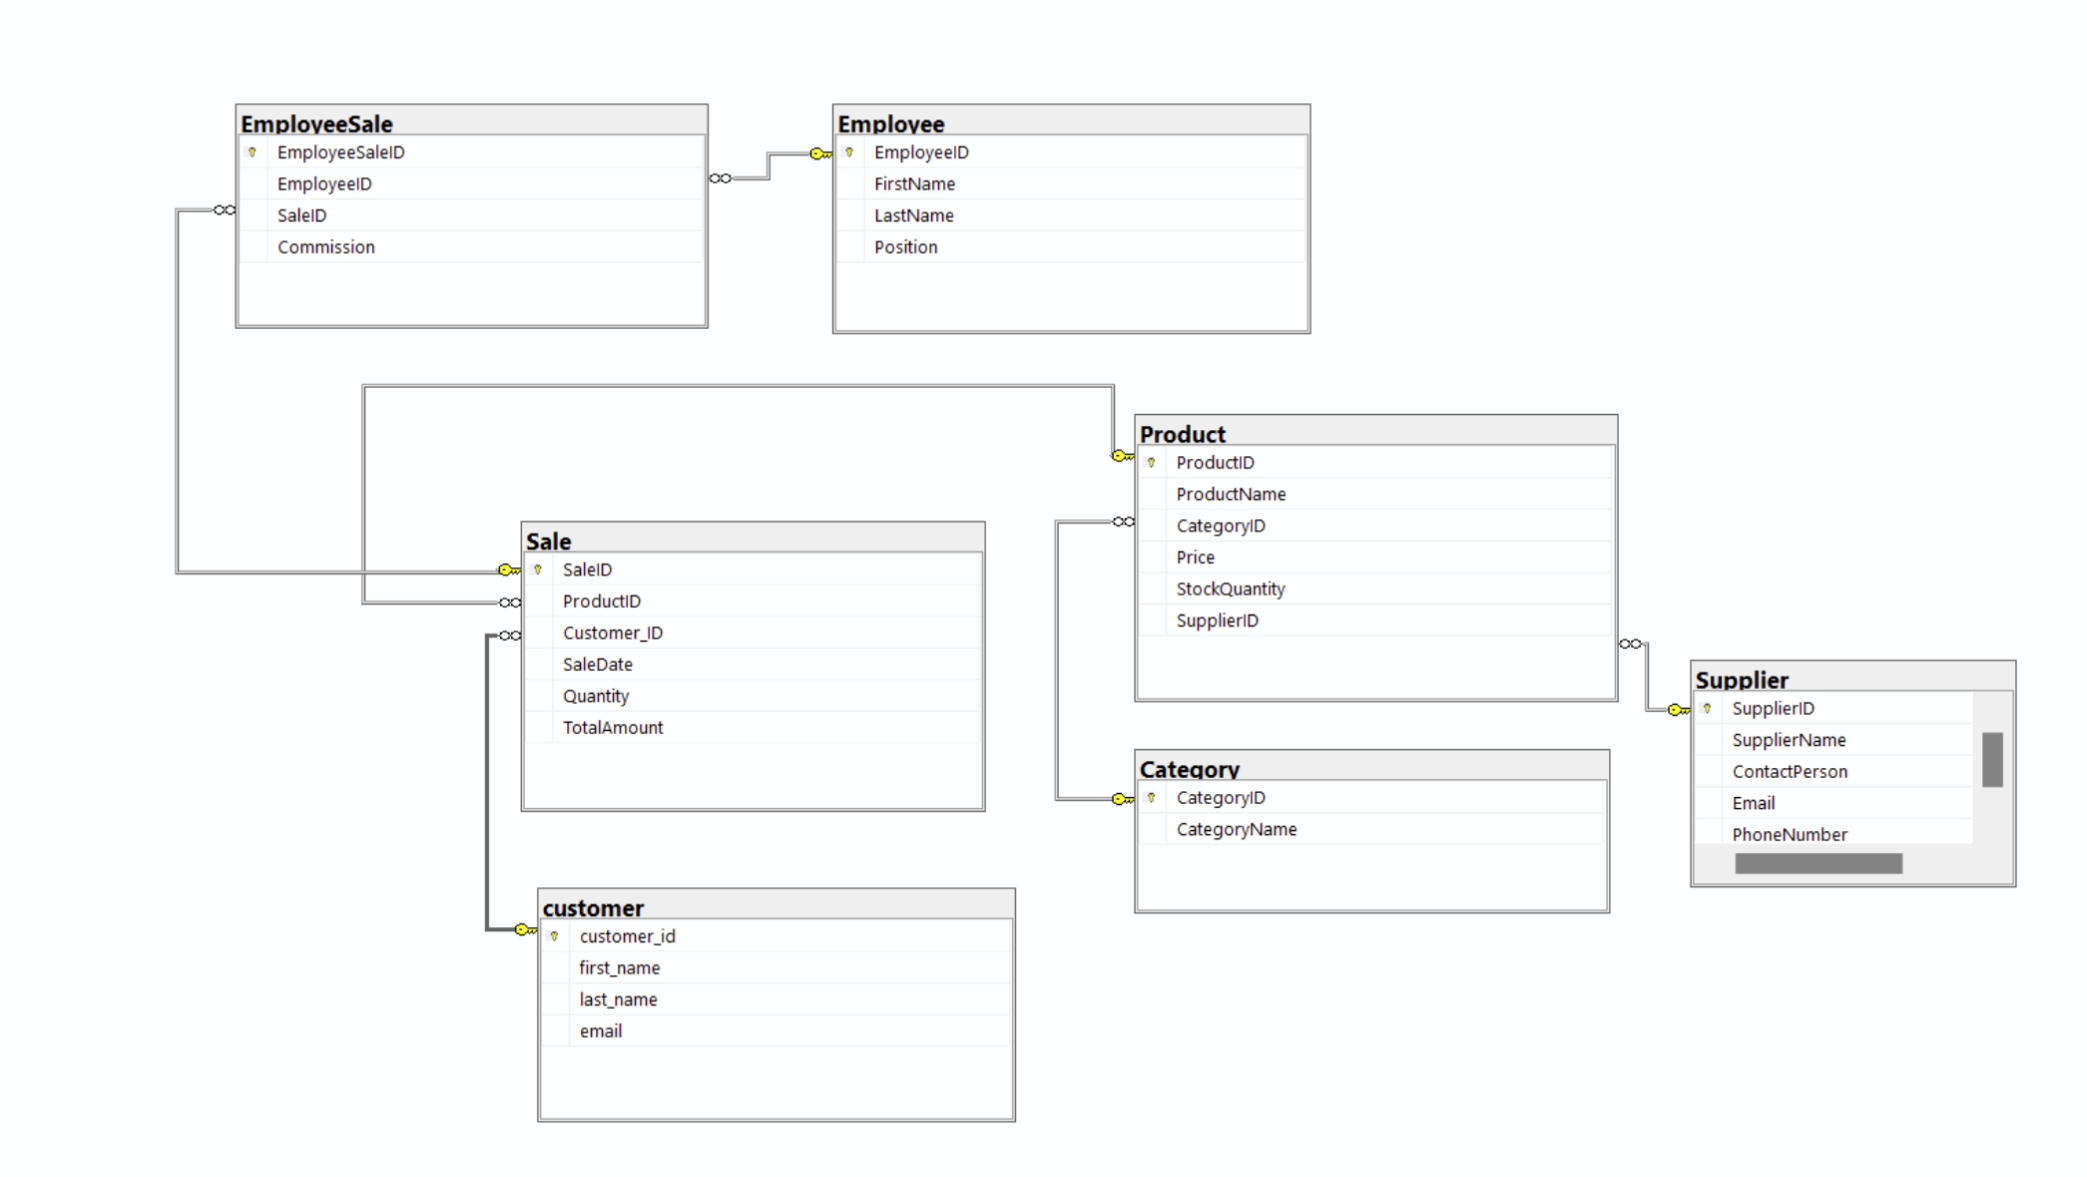 EmployeeSale
EmployeeSaleID
EmployeeID
SaleID
Commission
Employee
EmployeeID
FirstName
LastName
Position
Product
ProductID
ProductName
CategoryID
Price
StockQuantity
SupplierID
Sale
SaleID
ProductID
Customer_ID
SaleDate
Quantity
TotalAmount
Supplier
SupplierID
SupplierName
ContactPerson
Email
PhoneNumber
Category
CategoryID
CategoryName
customer
customer_id
first_name
last_name
email